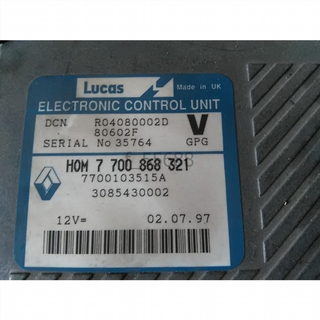 Lucas
Made in UK
ELECTRONIC CONTROL UNIT
DCN R04080002D
80602F V
SERIAL No 35764 GPG
HOM 7 700 868 321
7700103515A
3085430002
12V= 02.07.97